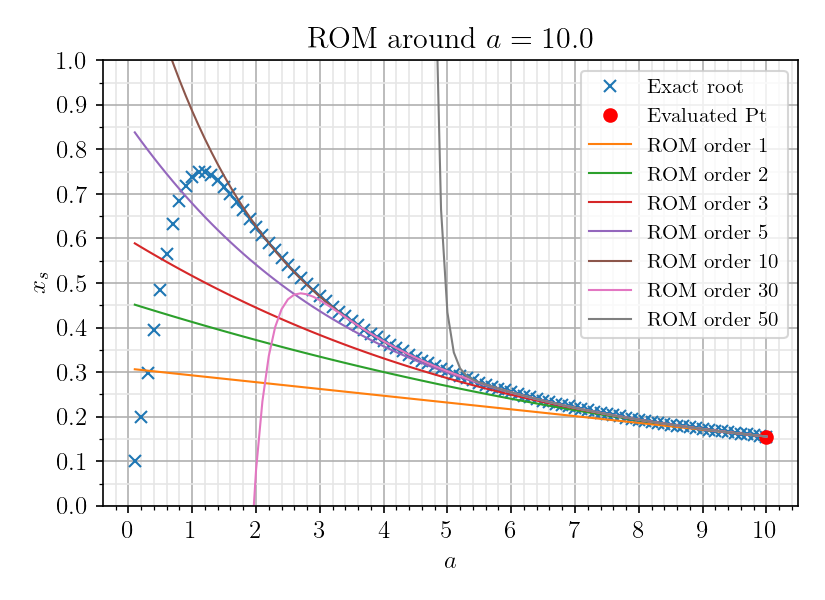 ROM around a = 10.0
1.0
0.9
0.8
0.7
0.6
0.5
0.4
0.3
0.2
0.1
0.0
x_s
Exact root
Evaluated Pt
ROM order 1
ROM order 2
ROM order 3
ROM order 5
ROM order 10
ROM order 30
ROM order 50
0 1 2 3 4 5 6 7 8 9 10
a